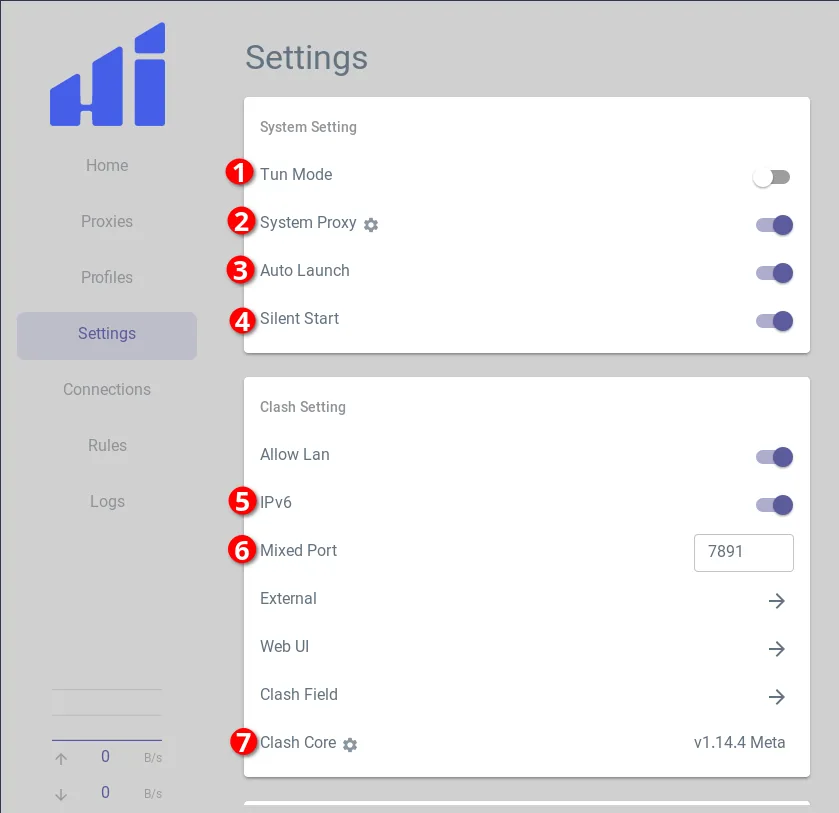 Settings
System Setting
1 Tun Mode
2 System Proxy
3 Auto Launch
4 Silent Start
Clash Setting
Allow Lan
5 IPv6
6 Mixed Port 7891
External
Web UI
Clash Field
7 Clash Core v1.14.4 Meta
Home
Proxies
Profiles
Settings
Connections
Rules
Logs
0 B/s
0 B/s